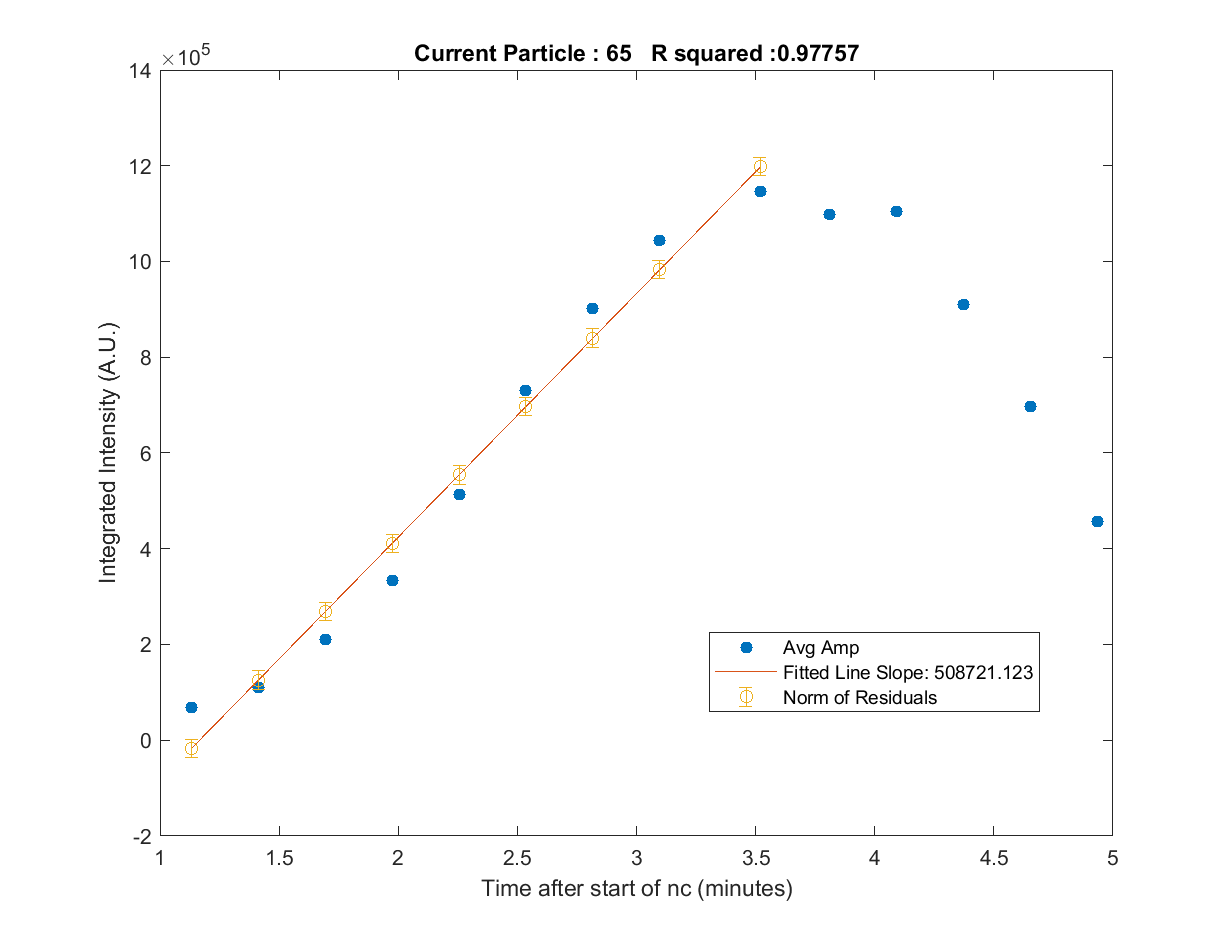 Current Particle : 65 R squared :0.97757
×10^5
14
12
10
8
6
4
2
0
-2
Integrated Intensity (A.U.)
Avg Amp
Fitted Line Slope: 508721.123
Norm of Residuals
1 1.5 2 2.5 3 3.5 4 4.5 5
Time after start of nc (minutes)